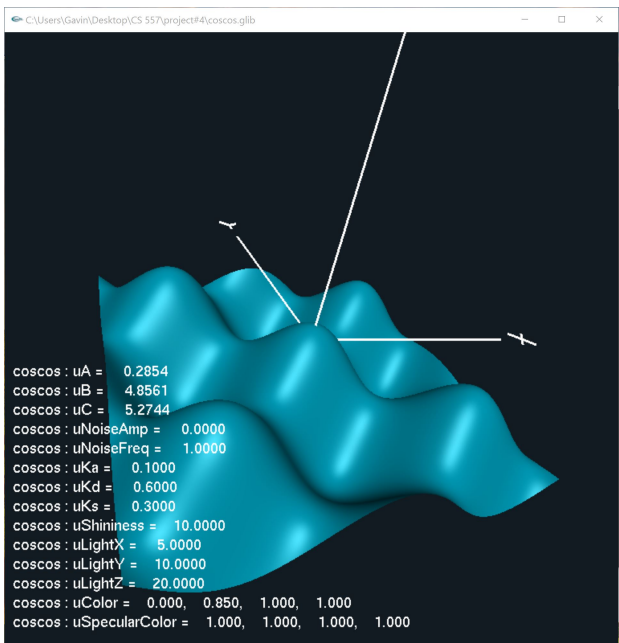 C:\Users\Gavin\Desktop\CS 557\project#4\coscos.glib
Y
X
coscos : uA = 0.2854
coscos : uB = 4.8561
coscos : uC = 5.2744
coscos : uNoiseAmp = 0.0000
coscos : uNoiseFreq = 1.0000
coscos : uKa = 0.1000
coscos : uKd = 0.6000
coscos : uKs = 0.3000
coscos : uShininess = 10.0000
coscos : uLightX = 5.0000
coscos : uLightY = 10.0000
coscos : uLightZ = 20.0000
coscos : uColor = 0.000, 0.850, 1.000, 1.000
coscos : uSpecularColor = 1.000, 1.000, 1.000, 1.000